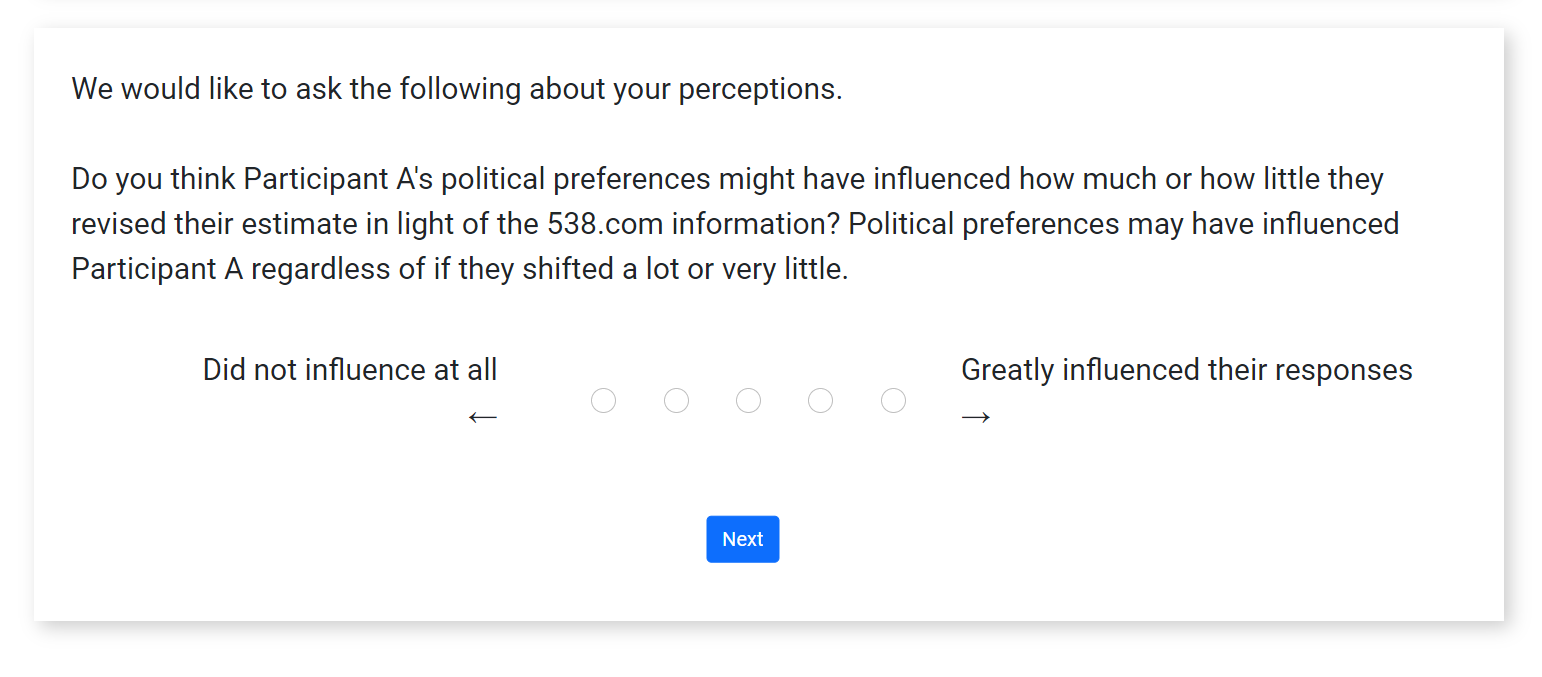 We would like to ask the following about your perceptions.
Do you think Participant A's political preferences might have influenced how much or how little they
revised their estimate in light of the 538.com information? Political preferences may have influenced
Participant A regardless of if they shifted a lot or very little.
Did not influence at all
←
Greatly influenced their responses
→
Next